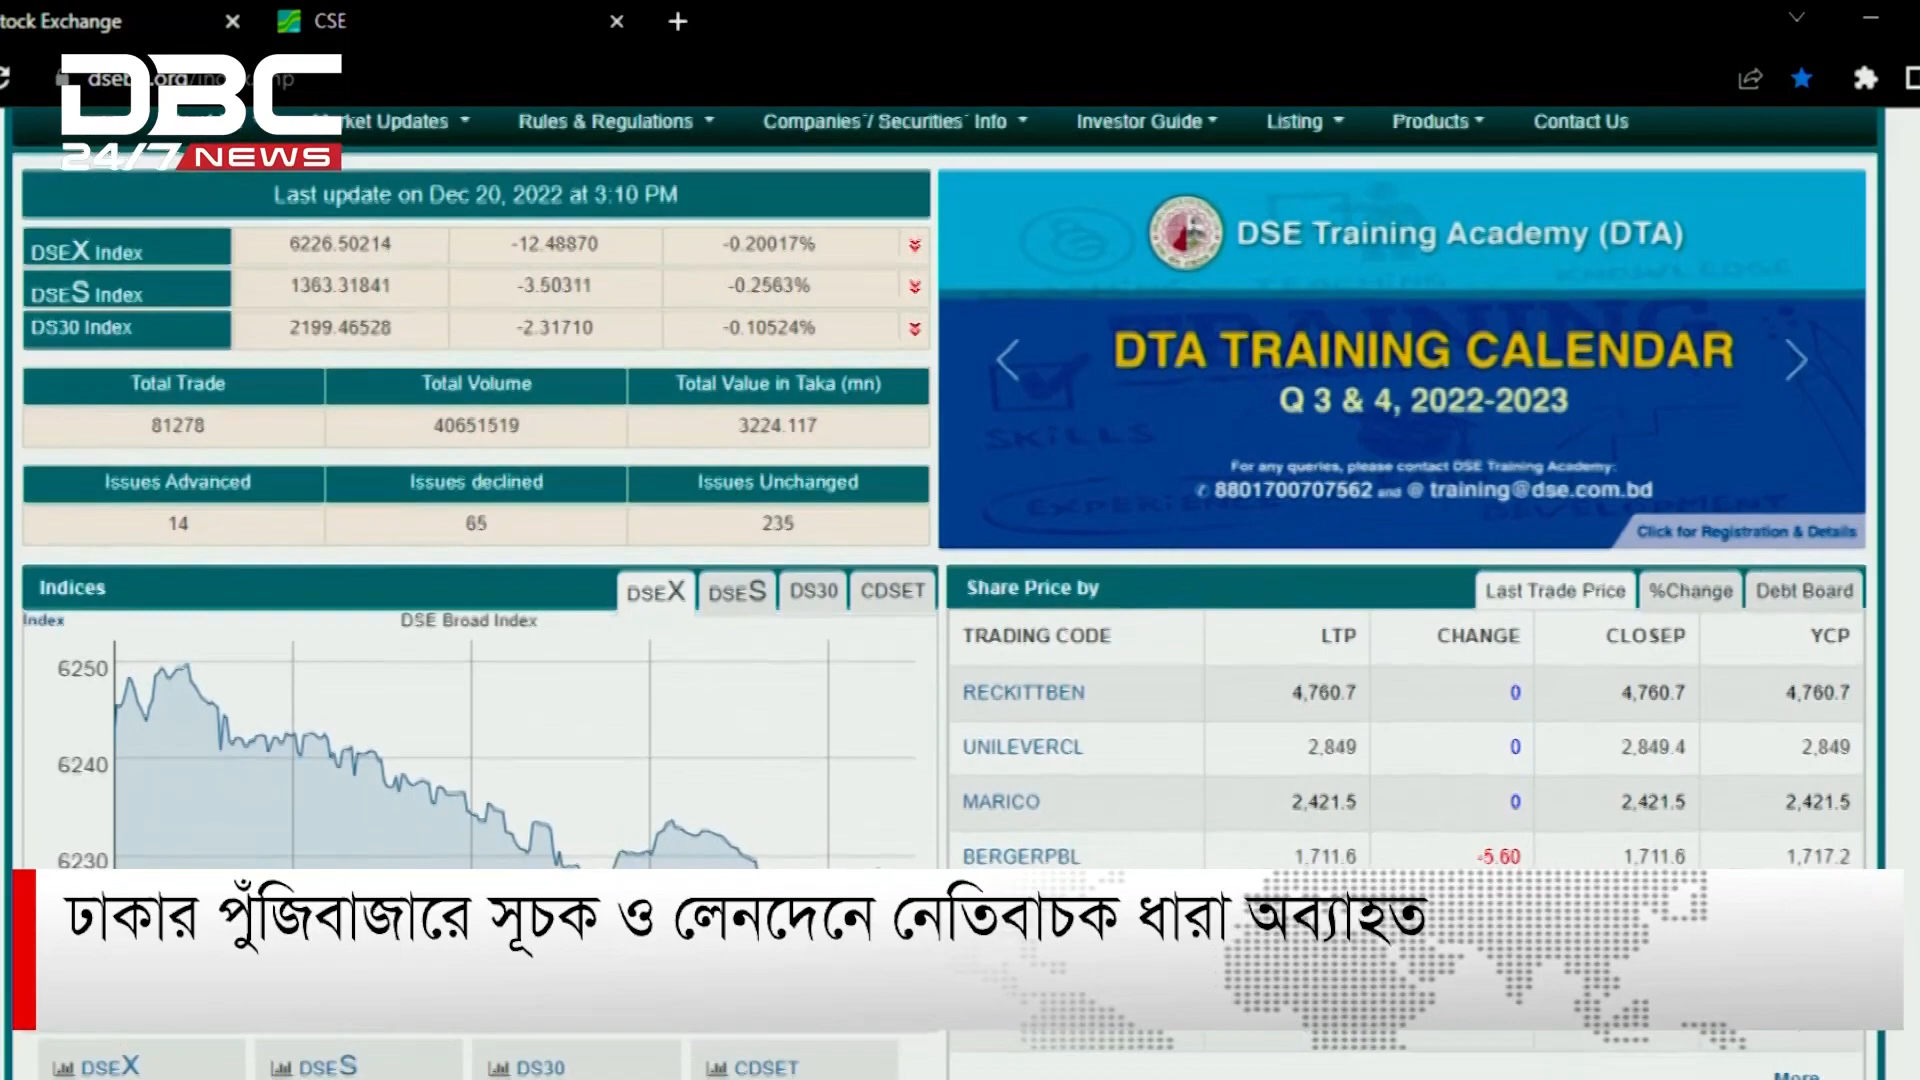 tock Exchange
CSE
DBC
24/7 NEWS
Market Updates Rules & Regulations Companies / Securities Info Investor Guide Listing Products Contact Us
Last update on Dec 20, 2022 at 3:10 PM
DSEX Index 6226.50214 -12.48870 -0.20017%
DSES Index 1363.31841 -3.50311 -0.2563%
DS30 Index 2199.46528 -2.31710 -0.10524%
Total Trade Total Volume Total Value in Taka (mn)
81278 40651519 3224.117
Issues Advanced Issues declined Issues Unchanged
14 65 235
DSE Training Academy (DTA)
DTA TRAINING CALENDAR
Q 3 & 4, 2022-2023
For any queries, please contact DSE Training Academy:
8801700707562 and @ training@dse.com.bd
Click for Registration & Details
Indices DSEX DSES DS30 CDSET
Index
DSE Broad Index
6250
6240
6230
Share Price by Last Trade Price %Change Debt Board
TRADING CODE LTP CHANGE CLOSEP YCP
RECKITTBEN 4,760.7 0 4,760.7 4,760.7
UNILEVERCL 2,849 0 2,849.4 2,849
MARICO 2,421.5 0 2,421.5 2,421.5
BERGERPBL 1,711.6 -5.60 1,711.6 1,717.2
ঢাকার পুঁজিবাজারে সূচক ও লেনদেনে নেতিবাচক ধারা অব্যাহত
DSEX DSES DS30 CDSET
More